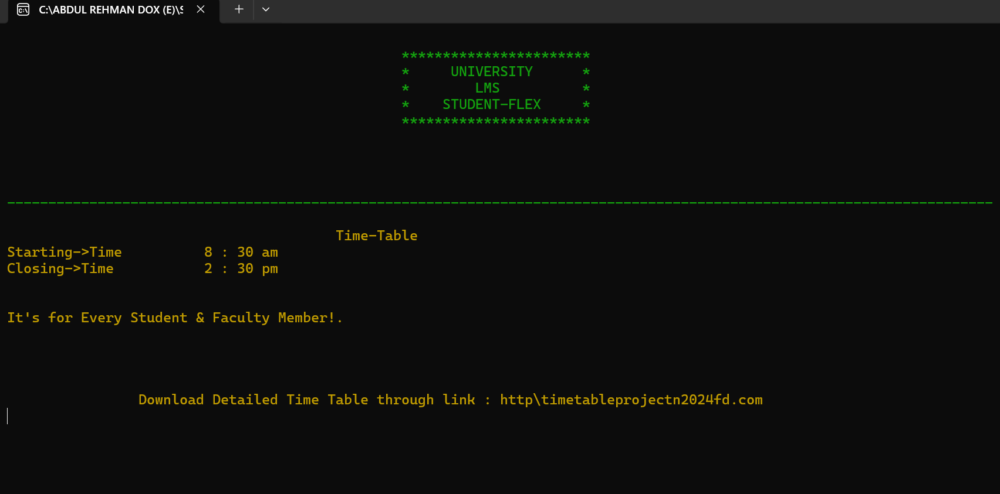 C:\ABDUL REHMAN DOX (E)\S
***********************
* UNIVERSITY *
* LMS *
* STUDENT-FLEX *
***********************
------------------------------------------------------------------------------------------------------------------------
Time-Table
Starting->Time 8 : 30 am
Closing->Time 2 : 30 pm
It's for Every Student & Faculty Member!.
Download Detailed Time Table through link : http\timetableprojectn2024fd.com